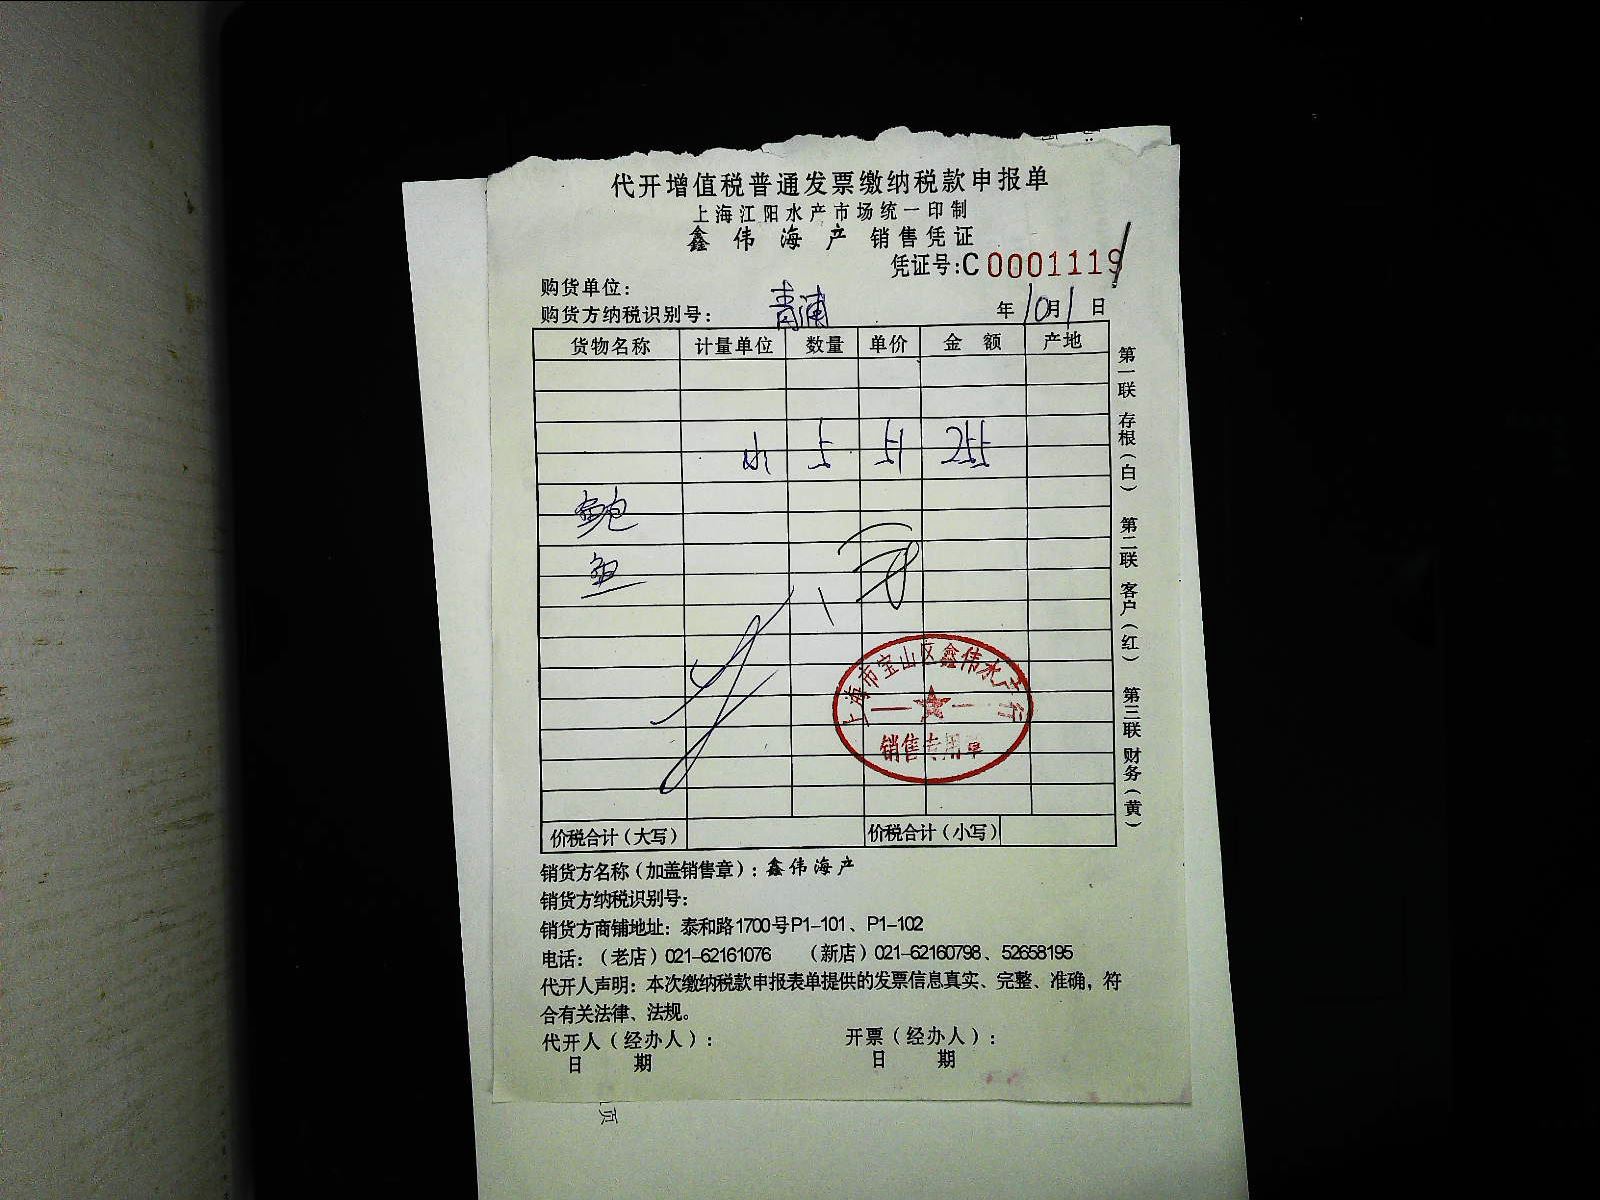 代开增值税普通发票缴纳税款申报单
上海江阳水产市场统一印制
鑫伟海产 销售凭证
凭证号:C 0001119
购货单位:
购货方纳税识别号: 青浦 年10月1日
货物名称 计量单位 数量 单价 金额 产地
鲍
鱼
上海市宝山区鑫伟水产行
销售专用章
价税合计(大写) 价税合计(小写)
第一联 存根(白) 第二联 客户(红) 第三联 财务(黄)
销货方名称(加盖销售章):鑫伟海产
销货方纳税识别号:
销货方商铺地址:泰和路1700号P1-101、P1-102
电话:(老店)021-62161076 (新店)021-62160798、52658195
代开人声明:本次缴纳税款申报表单提供的发票信息真实、完整、准确,符
合有关法律、法规。
代开人(经办人): 开票(经办人):
日 期 日 期
页